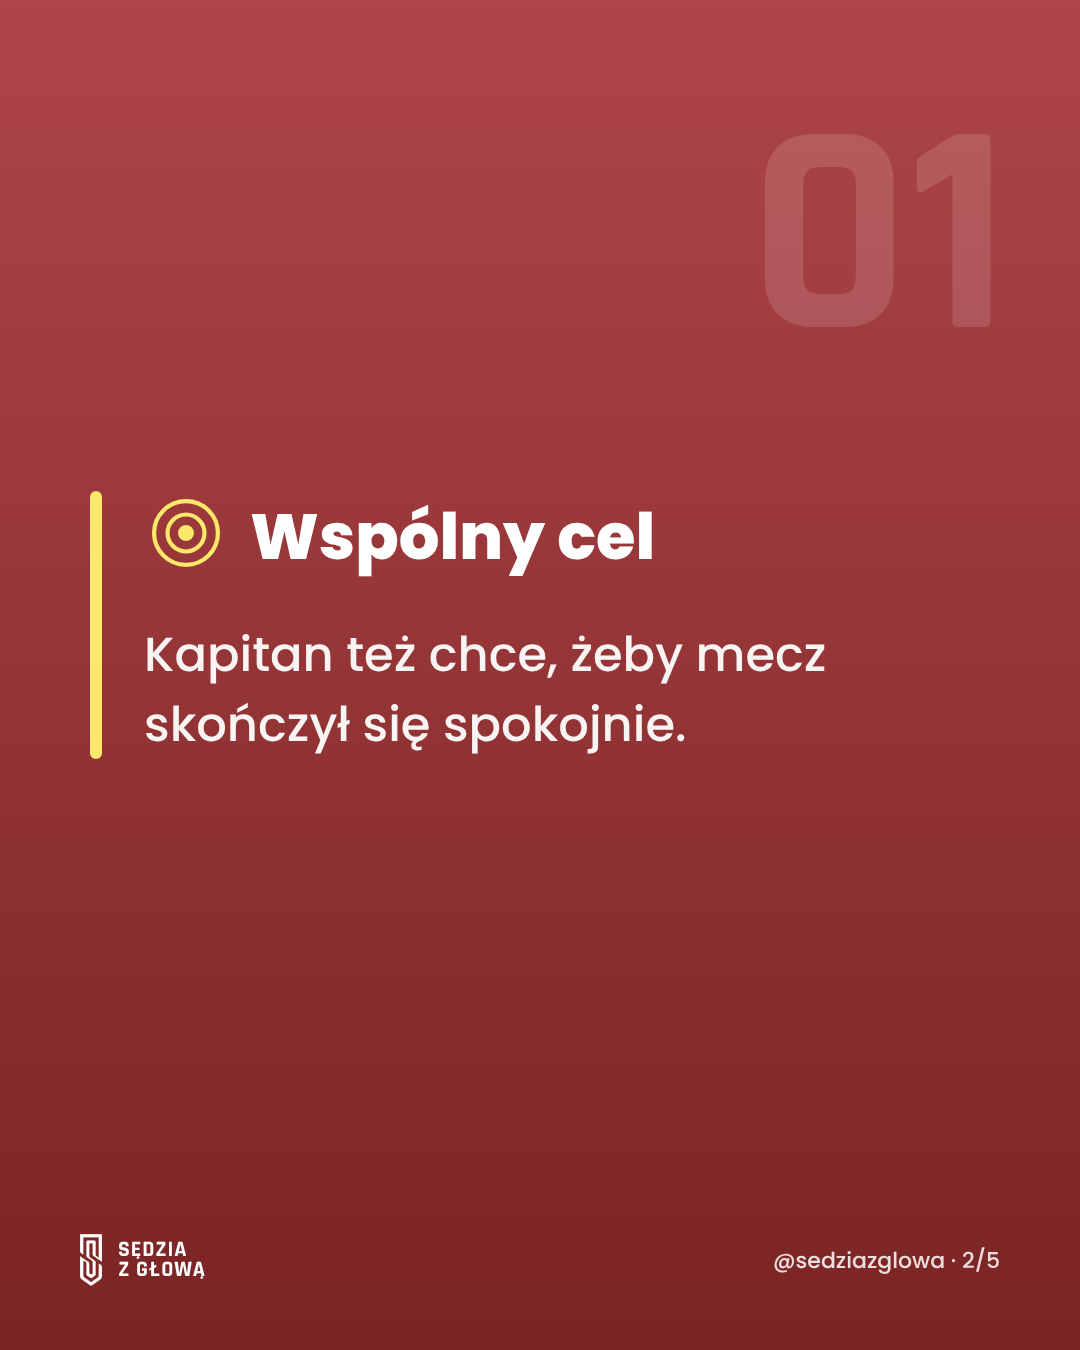 01
Wspólny cel
Kapitan też chce, żeby mecz
skończył się spokojnie.
SĘDZIA
Z GŁOWĄ
@sedziazglowa · 2/5